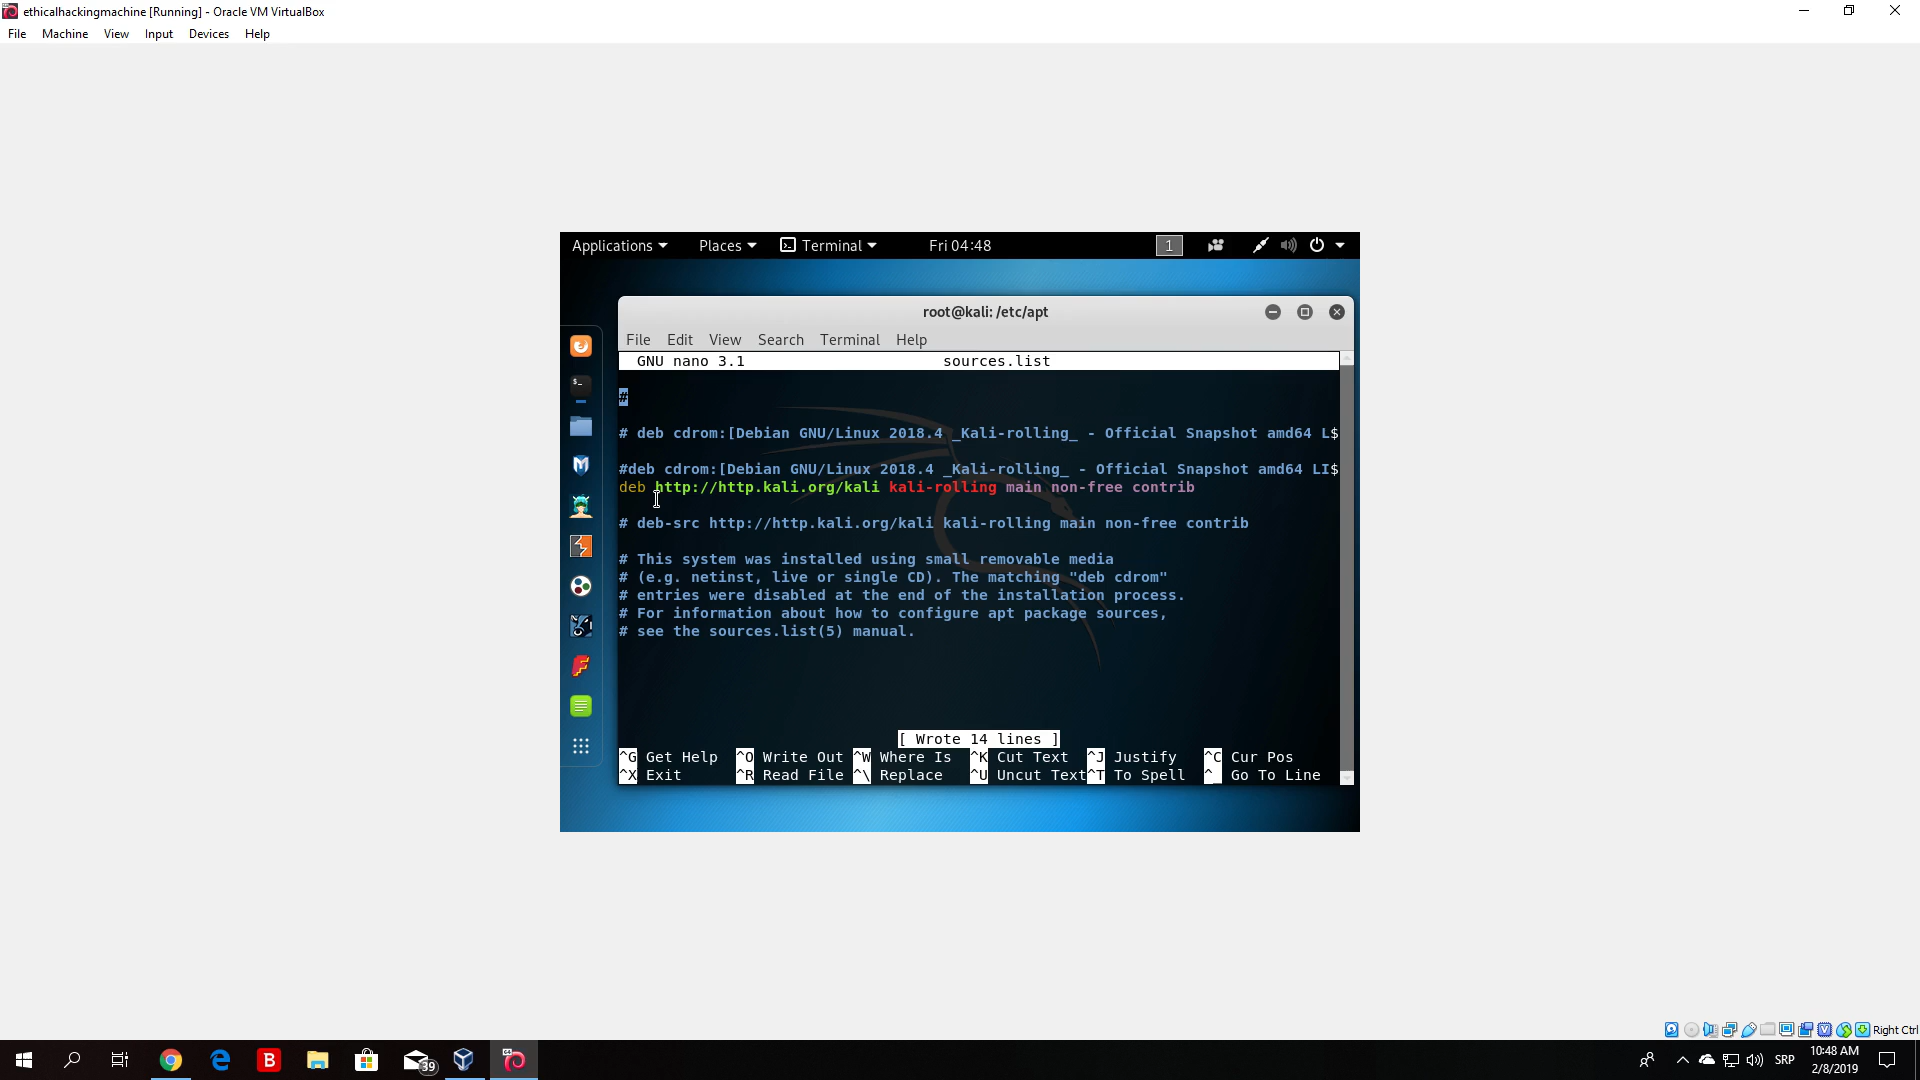 ethicalhackingmachine [Running] - Oracle VM VirtualBox
File Machine View Input Devices Help
Applications Places Terminal Fri 04:48 1
root@kali: /etc/apt
File Edit View Search Terminal Help
GNU nano 3.1 sources.list
#
# deb cdrom:[Debian GNU/Linux 2018.4 _Kali-rolling_ - Official Snapshot amd64 L$
#deb cdrom:[Debian GNU/Linux 2018.4 _Kali-rolling_ - Official Snapshot amd64 LI$
deb http://http.kali.org/kali kali-rolling main non-free contrib
# deb-src http://http.kali.org/kali kali-rolling main non-free contrib
# This system was installed using small removable media
# (e.g. netinst, live or single CD). The matching "deb cdrom"
# entries were disabled at the end of the installation process.
# For information about how to configure apt package sources,
# see the sources.list(5) manual.
[ Wrote 14 lines ]
^G Get Help ^O Write Out ^W Where Is ^K Cut Text ^J Justify ^C Cur Pos
^X Exit ^R Read File ^\ Replace ^U Uncut Text ^T To Spell ^_ Go To Line
Right Ctrl
39
SRP
10:48 AM
2/8/2019